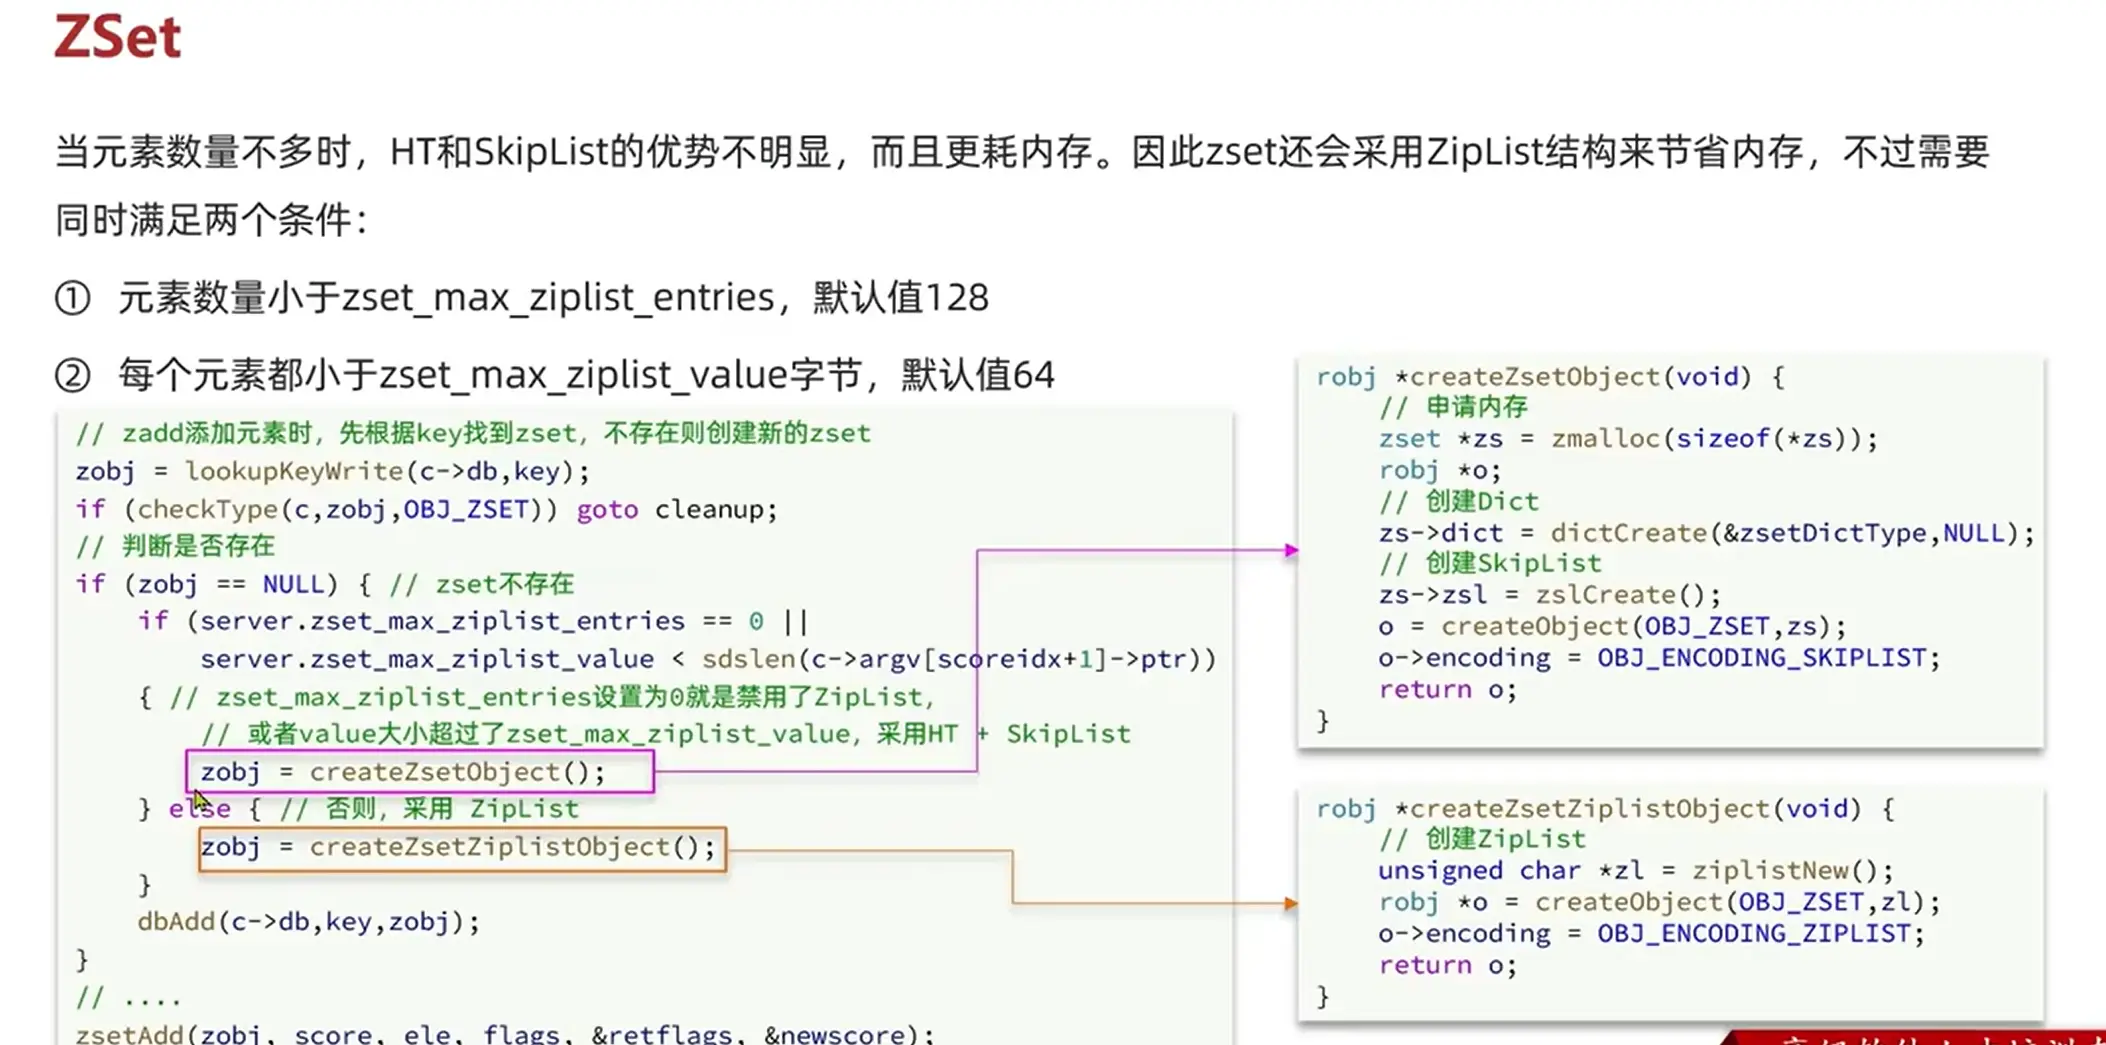 ZSet
当元素数量不多时，HT和SkipList的优势不明显，而且更耗内存。因此zset还会采用ZipList结构来节省内存，不过需要
同时满足两个条件：
① 元素数量小于zset_max_ziplist_entries，默认值128
② 每个元素都小于zset_max_ziplist_value字节，默认值64
// zadd添加元素时，先根据key找到zset，不存在则创建新的zset
zobj = lookupKeyWrite(c->db,key);
if (checkType(c,zobj,OBJ_ZSET)) goto cleanup;
// 判断是否存在
if (zobj == NULL) { // zset不存在
    if (server.zset_max_ziplist_entries == 0 ||
        server.zset_max_ziplist_value < sdslen(c->argv[scoreidx+1]->ptr))
    { // zset_max_ziplist_entries设置为0就是禁用了ZipList，
        // 或者value大小超过了zset_max_ziplist_value，采用HT + SkipList
        zobj = createZsetObject();
    } else { // 否则，采用 ZipList
        zobj = createZsetZiplistObject();
    }
    dbAdd(c->db,key,zobj);
}
// ....
zsetAdd(zobj, score, ele, flags, &retflags, &newscore);
robj *createZsetObject(void) {
    // 申请内存
    zset *zs = zmalloc(sizeof(*zs));
    robj *o;
    // 创建Dict
    zs->dict = dictCreate(&zsetDictType,NULL);
    // 创建SkipList
    zs->zsl = zslCreate();
    o = createObject(OBJ_ZSET,zs);
    o->encoding = OBJ_ENCODING_SKIPLIST;
    return o;
}
robj *createZsetZiplistObject(void) {
    // 创建ZipList
    unsigned char *zl = ziplistNew();
    robj *o = createObject(OBJ_ZSET,zl);
    o->encoding = OBJ_ENCODING_ZIPLIST;
    return o;
}